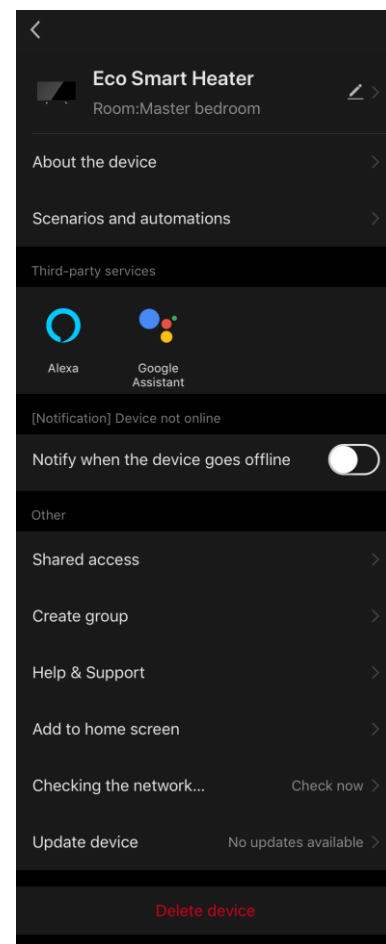 Eco Smart Heater
Room:Master bedroom
About the device
Scenarios and automations
Third-party services
Alexa
Google
Assistant
[Notification] Device not online
Notify when the device goes offline
Other
Shared access
Create group
Help & Support
Add to home screen
Checking the network... Check now
Update device No updates available
Delete device